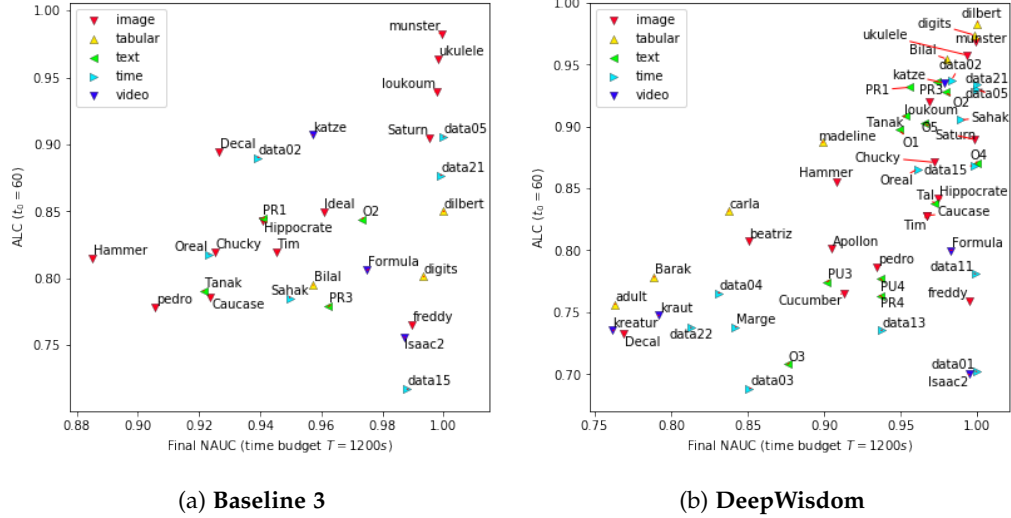 1.00
0.95
0.90
0.85
0.80
0.75
ALC (t₀ = 60)
image
tabular
text
time
video
munster
ukulele
loukoum
katze
Saturn
data05
Decal
data02
data21
PR1
Ideal
O2
dilbert
Hippocrate
Hammer
Oreal
Chucky
Tim
Formula
digits
Tanak
Bilal
Sahak
pedro
Caucase
PR3
freddy
Isaac2
data15
0.88
0.90
0.92
0.94
0.96
0.98
1.00
Final NAUC (time budget T = 1200s)
(a) Baseline 3
1.00
0.95
0.90
0.85
0.80
0.75
0.70
ALC (t₀ = 60)
image
tabular
text
time
video
dilbert
digits
ukulele
munster
Bilal
data02
katze
data21
PR1
PR3
data05
O2
loukoum
Sahak
Tanak
O5
madeline
O1
Saturn
Chucky
O4
Hammer
Oreal
data15
Tal
Hippocrate
carla
Caucase
Tim
beatriz
Apollon
Formula
pedro
Barak
PU3
data11
data04
PU4
Cucumber
PR4
freddy
adult
kraut
kreatur
Marge
data13
Decal
data22
O3
data01
data03
Isaac2
0.75
0.80
0.85
0.90
0.95
1.00
Final NAUC (time budget T = 1200s)
(b) DeepWisdom